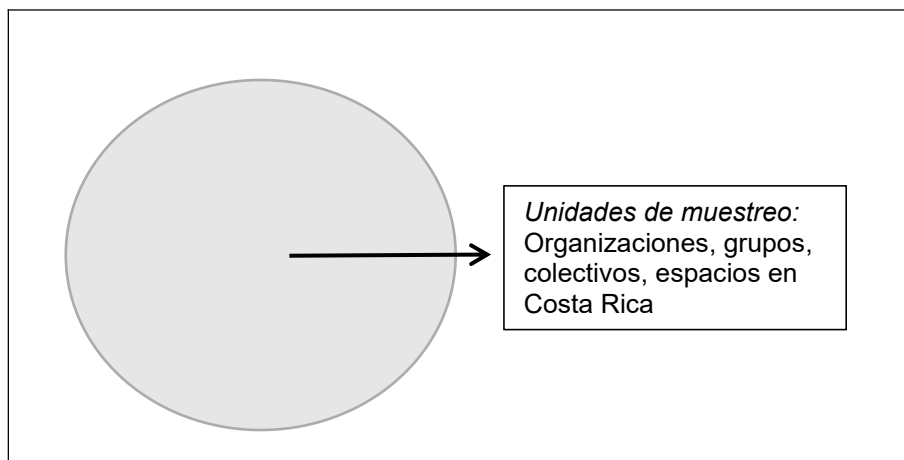 Unidades de muestreo:
Organizaciones, grupos,
colectivos, espacios en
Costa Rica